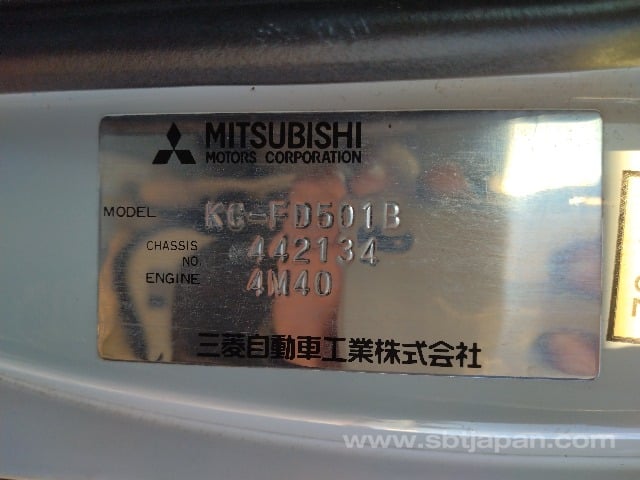 MITSUBISHI
MOTORS CORPORATION
MODEL KC-FD501B
CHASSIS NO. 442134
ENGINE 4M40
三菱自動車工業株式会社
www.sbtjapan.com